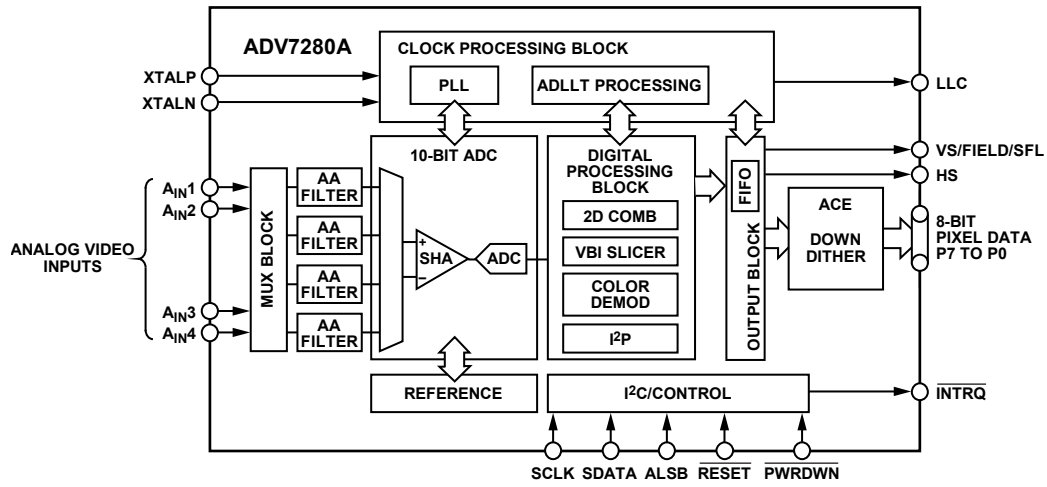 ADV7280A
CLOCK PROCESSING BLOCK
PLL
ADLLT PROCESSING
XTALP
XTALN
LLC
10-BIT ADC
DIGITAL
PROCESSING
BLOCK
2D COMB
VBI SLICER
COLOR
DEMOD
I²P
FIFO
OUTPUT BLOCK
VS/FIELD/SFL
HS
ACE
DOWN
DITHER
8-BIT
PIXEL DATA
P7 TO P0
ANALOG VIDEO
INPUTS
AIN1
AIN2
AIN3
AIN4
MUX BLOCK
AA
FILTER
AA
FILTER
AA
FILTER
AA
FILTER
+
SHA
–
ADC
REFERENCE
I²C/CONTROL
INTRQ
SCLK
SDATA
ALSB
RESET
PWRDWN